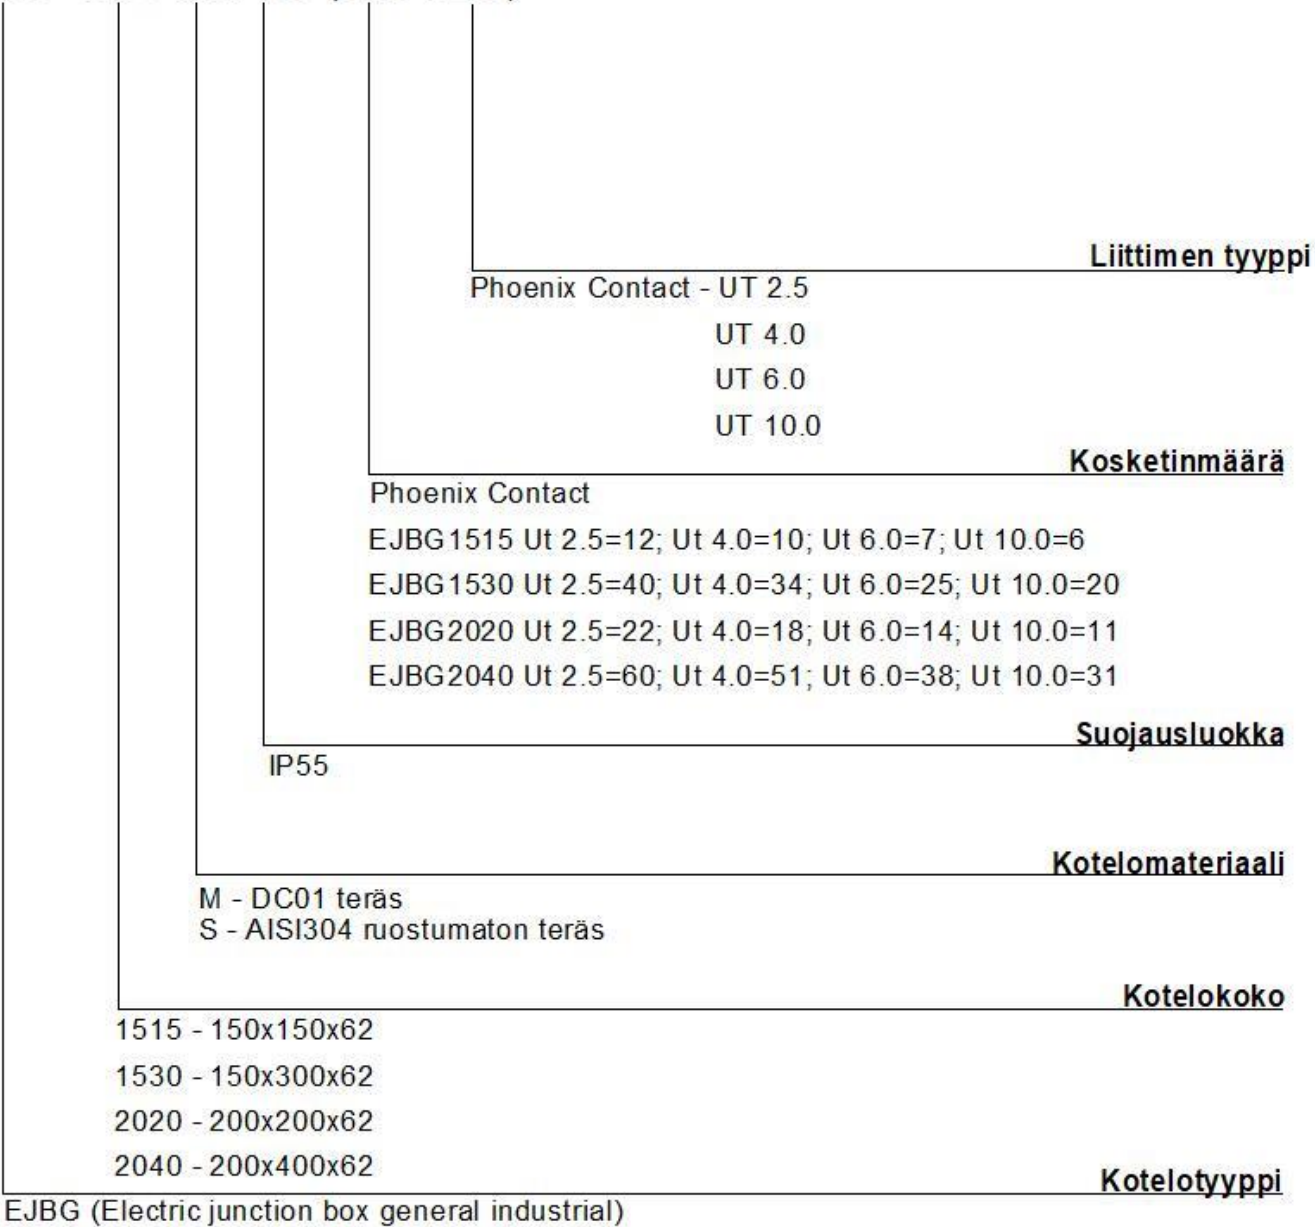 Liittimen tyyppi
Phoenix Contact - UT 2.5
UT 4.0
UT 6.0
UT 10.0
Kosketinmäärä
Phoenix Contact
EJBG1515 Ut 2.5=12; Ut 4.0=10; Ut 6.0=7; Ut 10.0=6
EJBG1530 Ut 2.5=40; Ut 4.0=34; Ut 6.0=25; Ut 10.0=20
EJBG2020 Ut 2.5=22; Ut 4.0=18; Ut 6.0=14; Ut 10.0=11
EJBG2040 Ut 2.5=60; Ut 4.0=51; Ut 6.0=38; Ut 10.0=31
Suojausluokka
IP55
Kotelomateriaali
M - DC01 teräs
S - AISI304 ruostumaton teräs
Kotelokoko
1515 - 150x150x62
1530 - 150x300x62
2020 - 200x200x62
2040 - 200x400x62
Kotelotyyppi
EJBG (Electric junction box general industrial)